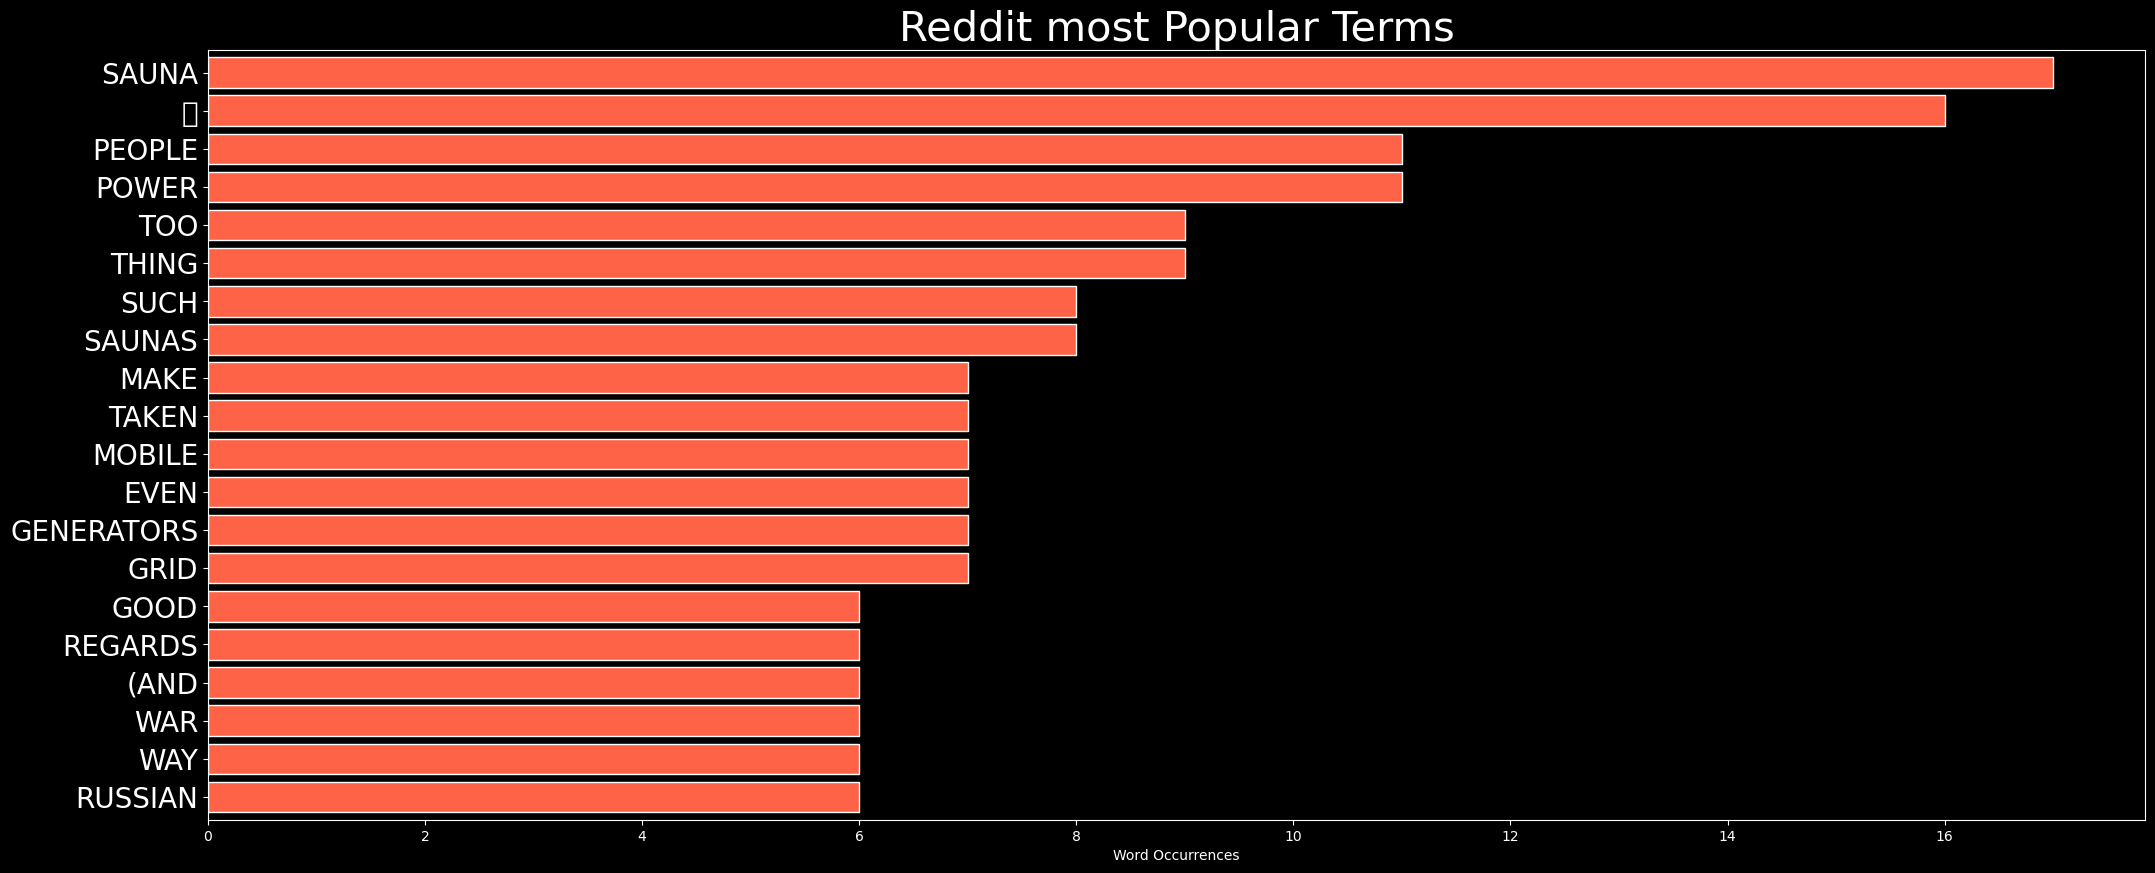 Reddit most Popular Terms
SAUNA
PEOPLE
POWER
TOO
THING
SUCH
SAUNAS
MAKE
TAKEN
MOBILE
EVEN
GENERATORS
GRID
GOOD
REGARDS
(AND
WAR
WAY
RUSSIAN
0 2 4 6 8 10 12 14 16
Word Occurrences